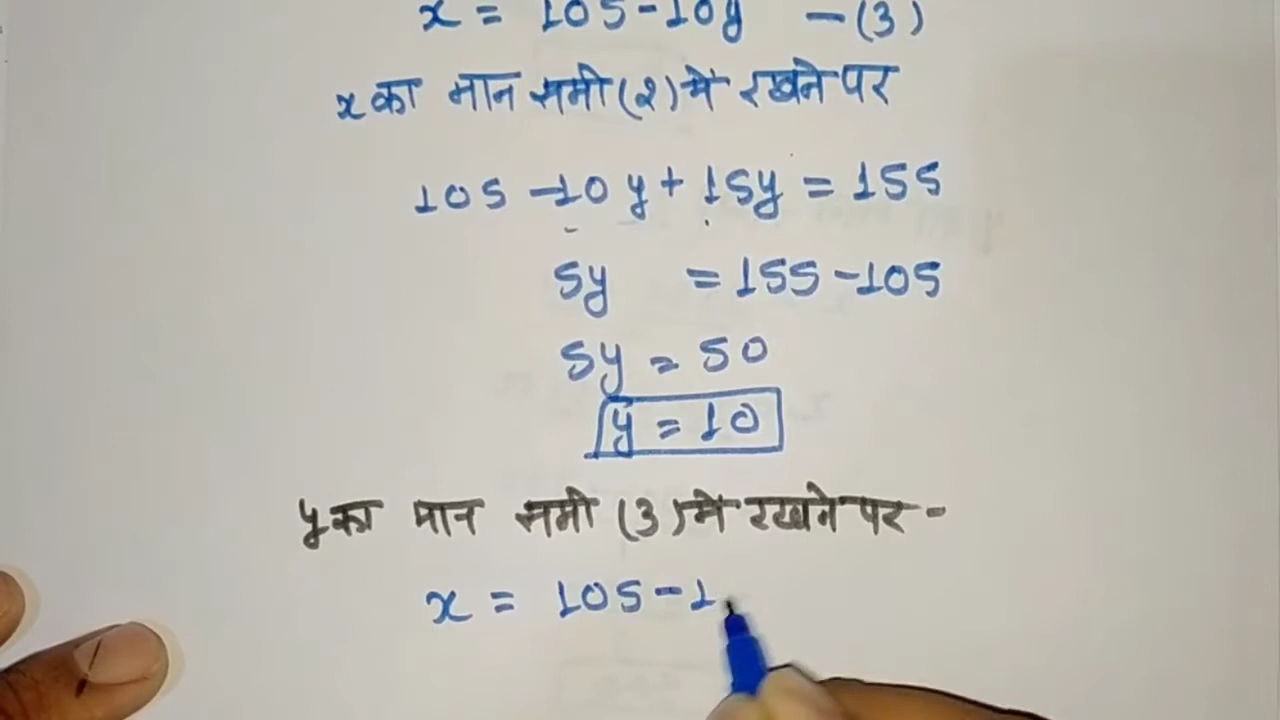 x = 105-10y -(3)
x का मान समी (२) में रखने पर
105 -10y + 15y = 155
5y = 155 -105
5y = 50
y = 10
y का मान समी (3) में रखने पर -
x = 105 - 1